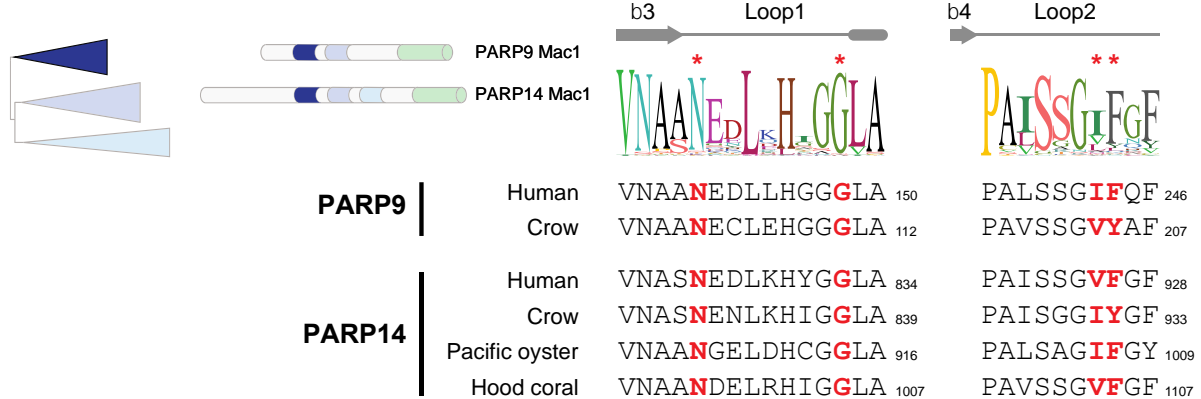 b3 Loop1 b4 Loop2
PARP9 Mac1
PARP14 Mac1
* * * *
PARP9
Human VNAANEDLLHGGGLA 150 PALSSGIFQF 246
Crow VNAANECLEHGGGLA 112 PAVSSGVYAF 207
PARP14
Human VNASNEDLKHYGGLA 834 PAISSGVFGF 928
Crow VNASNENLKHIGGLA 839 PAISGGIYGF 933
Pacific oyster VNAANGELDHCGGLA 916 PALSAGIFGY 1009
Hood coral VNAANDELRHIGGLA 1007 PAVSSGVFGF 1107